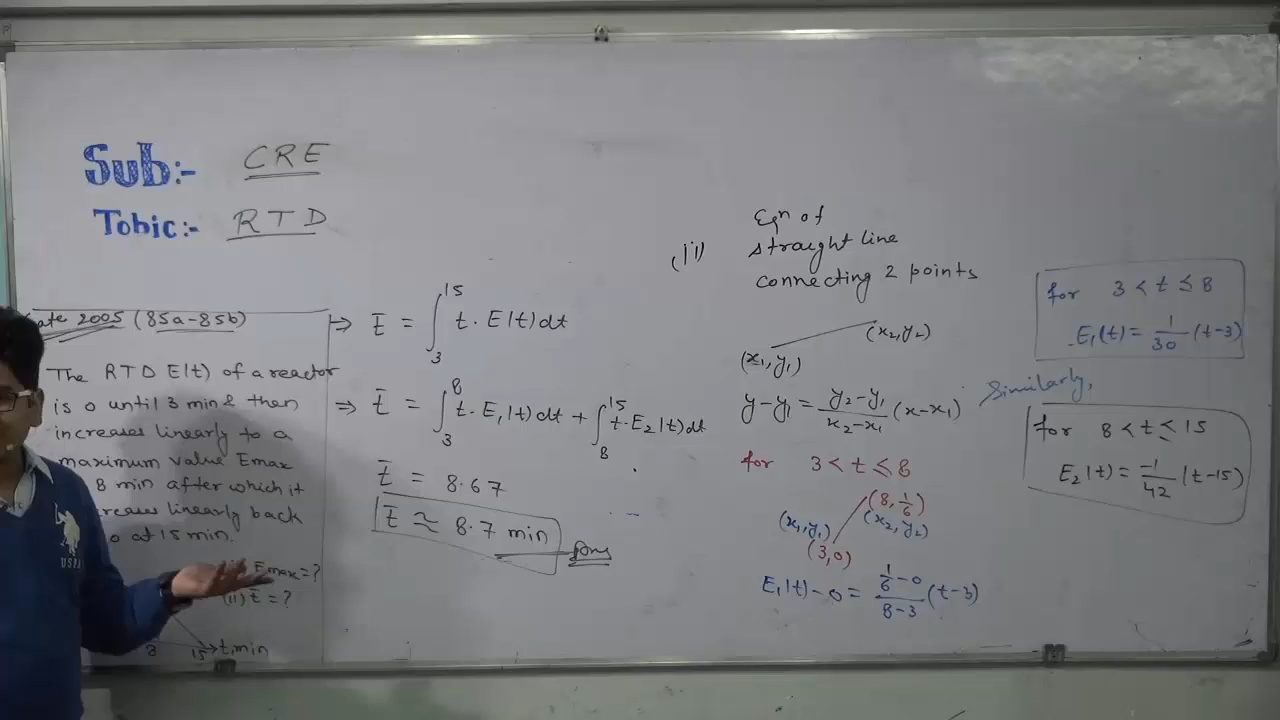 Sub:- CRE
Tobic:- RTD
ate 2005 (85a-85b)
The RTD E(t) of a reactor
is 0 until 3 min & then
increases linearly to a
maximum value Emax
8 min after which it
creases linearly back
o at 15 min.
Emax=?
(ii) t̄ = ?
8 15 → t, min
⇒ t̄ = ∫₃¹⁵ t · E(t) dt
⇒ t̄ = ∫₃⁸ t · E₁(t) dt + ∫₈¹⁵ t · E₂(t) dt
t̄ = 8.67
t̄ ≃ 8.7 min Ans
(ii) Eqn of
straight line
connecting 2 points
(x₂,y₂)
(x₁,y₁)
y-y₁ = (y₂-y₁)/(x₂-x₁) (x-x₁)
for 3 < t ≤ 8
(8, 1/6)
(x₁,y₁) (x₂,y₂)
(3,0)
E₁(t) - 0 = (1/6 - 0)/(8-3) (t-3)
for 3 < t ≤ 8
E₁(t) = 1/30 (t-3)
Similarly,
for 8 < t ≤ 15
E₂(t) = -1/42 (t-15)